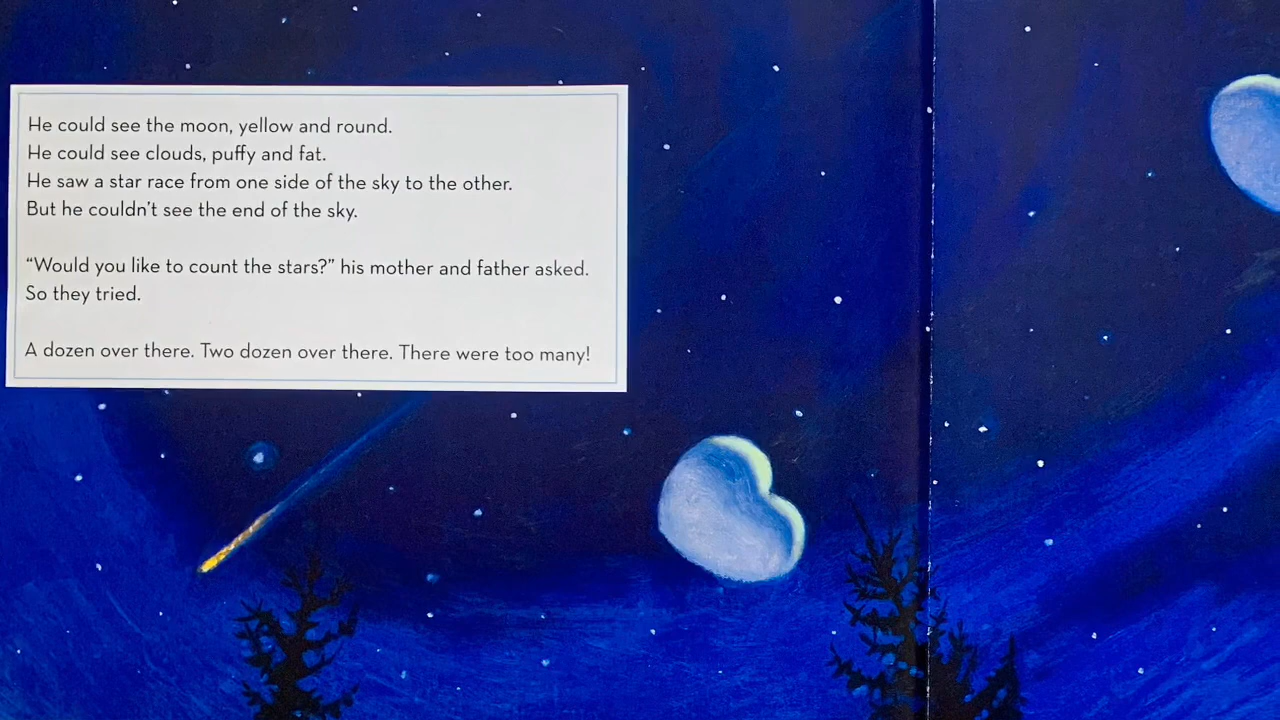 He could see the moon, yellow and round.
He could see clouds, puffy and fat.
He saw a star race from one side of the sky to the other.
But he couldn't see the end of the sky.
“Would you like to count the stars?” his mother and father asked.
So they tried.
A dozen over there. Two dozen over there. There were too many!